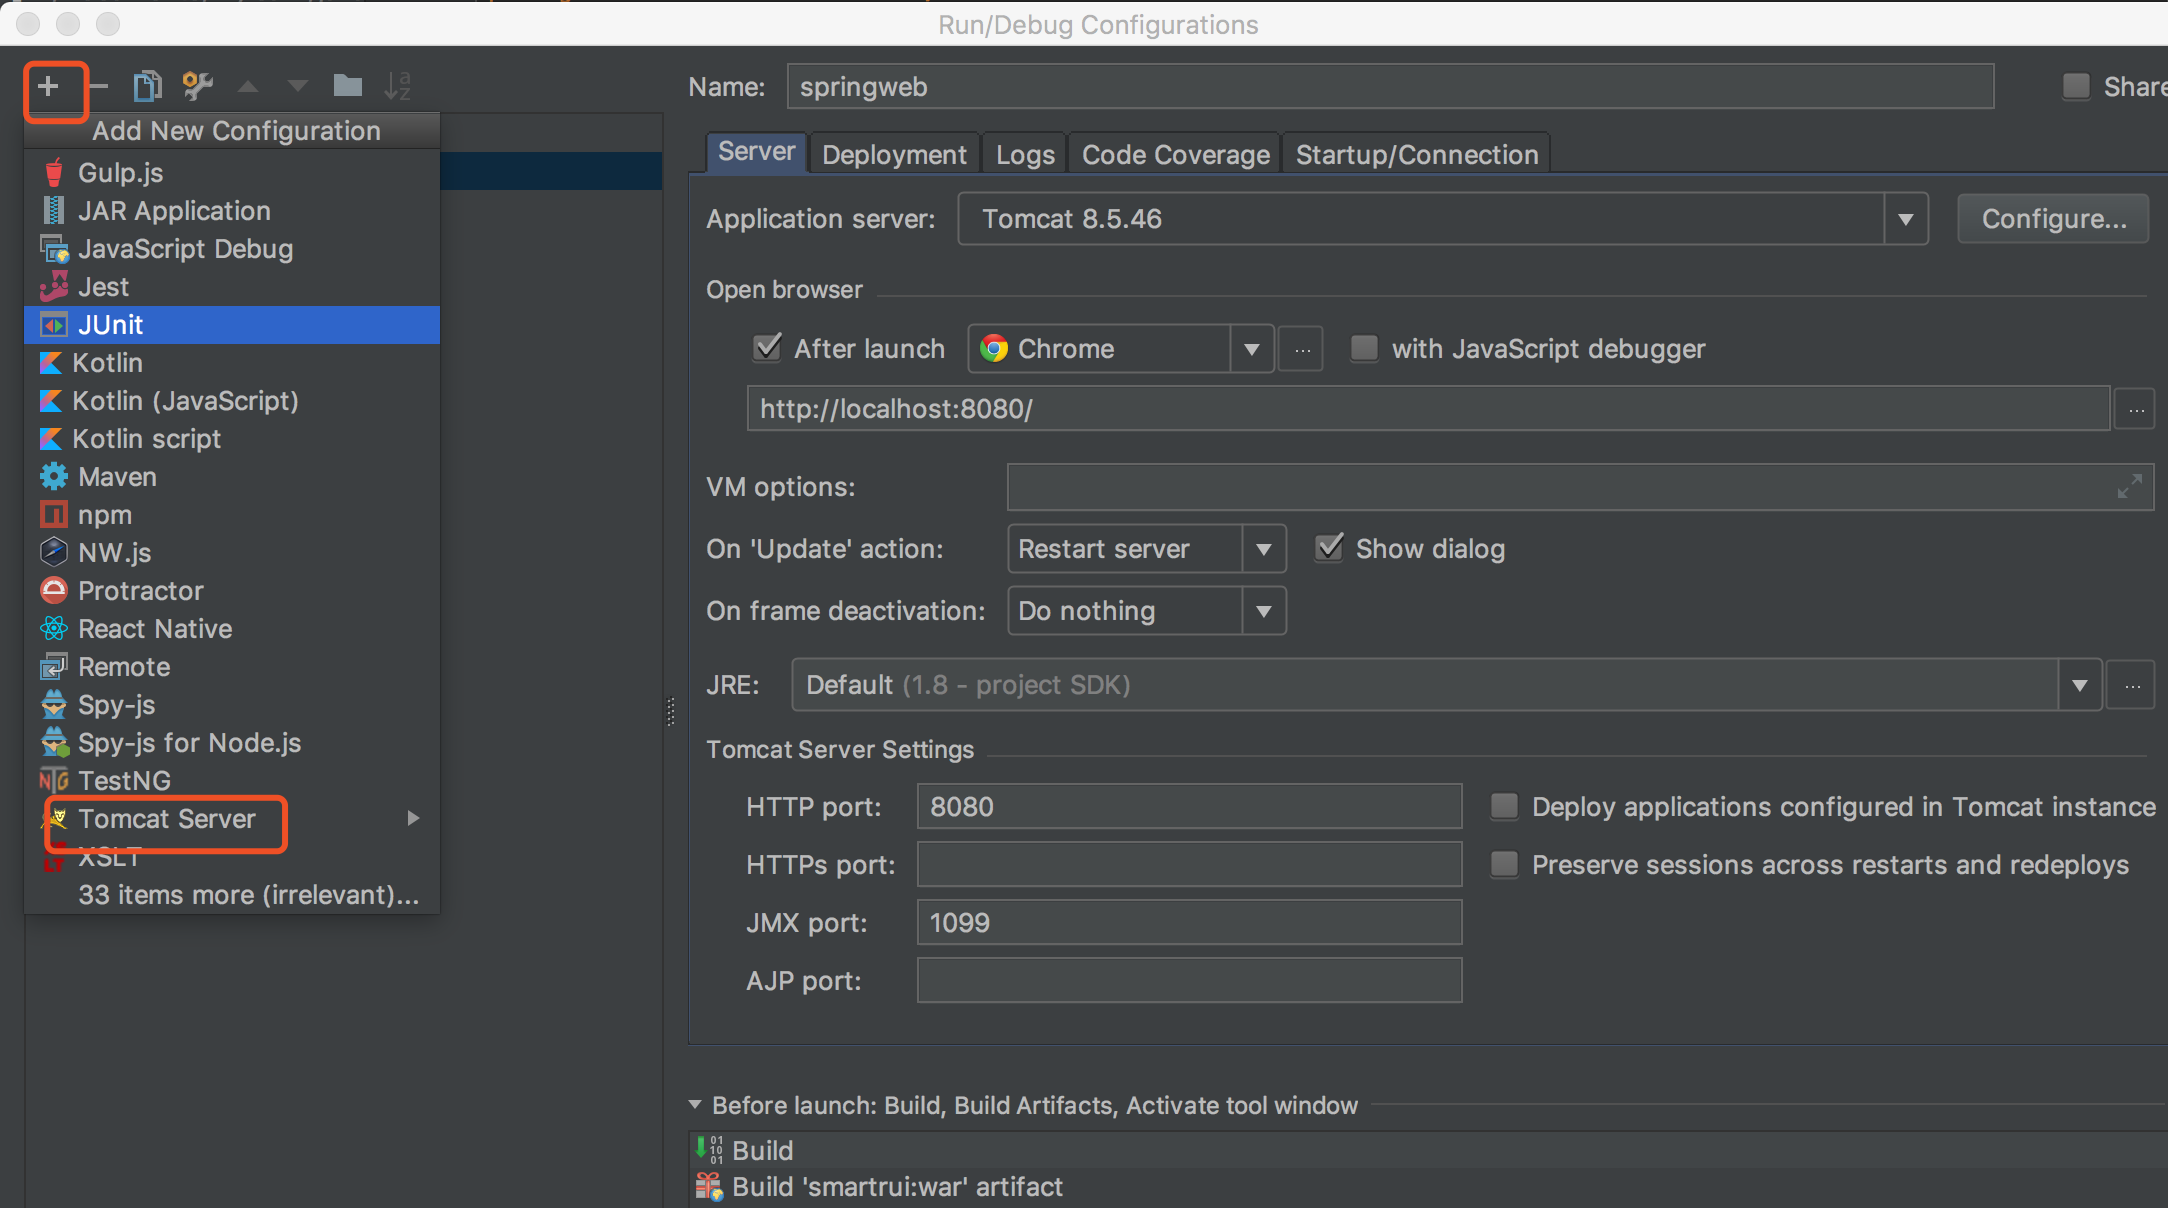 Run/Debug Configurations
Add New Configuration
Gulp.js
JAR Application
JavaScript Debug
Jest
JUnit
Kotlin
Kotlin (JavaScript)
Kotlin script
Maven
npm
NW.js
Protractor
React Native
Remote
Spy-js
Spy-js for Node.js
TestNG
Tomcat Server
XSLT
33 items more (irrelevant)...
Name: springweb Share
Server Deployment Logs Code Coverage Startup/Connection
Application server: Tomcat 8.5.46 Configure...
Open browser
After launch Chrome ... with JavaScript debugger
http://localhost:8080/ ...
VM options:
On 'Update' action: Restart server Show dialog
On frame deactivation: Do nothing
JRE: Default (1.8 - project SDK) ...
Tomcat Server Settings
HTTP port: 8080 Deploy applications configured in Tomcat instance
HTTPs port: Preserve sessions across restarts and redeploys
JMX port: 1099
AJP port:
Before launch: Build, Build Artifacts, Activate tool window
Build
Build 'smartrui:war' artifact